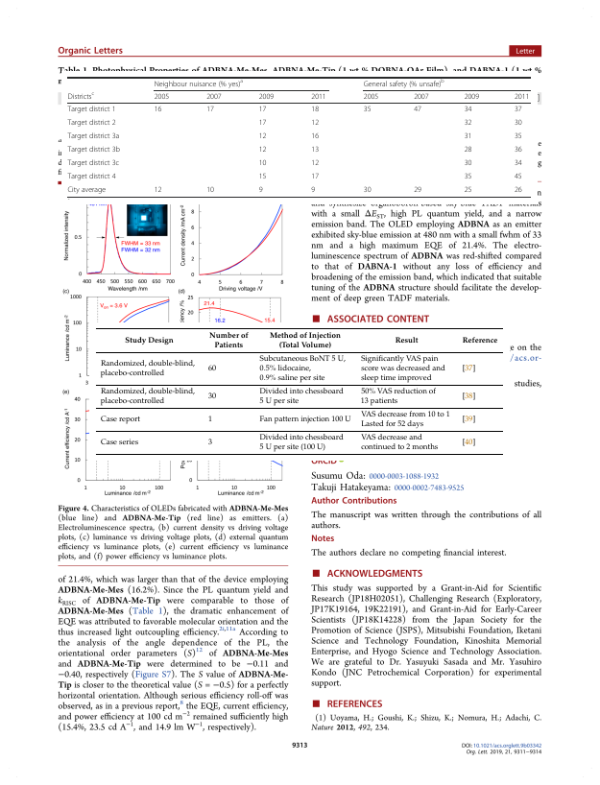 Organic Letters
Letter
Table 1. Photophysical Properties of ADBNA-Me-Mes, ADBNA-Me-Tip (1 wt % DOBNA-OAr Film), and DABNA-1 (1 wt %
Neighbour nuisance (% yes)a General safety (% unsafe)b
Districtsc 2005 2007 2009 2011 2005 2007 2009 2011
Target district 1 16 17 17 18 35 47 34 37
Target district 2 17 12 32 30
Target district 3a 12 16 31 35
Target district 3b 12 13 28 36
Target district 3c 10 12 30 34
Target district 4 15 17 35 45
City average 12 10 9 9 30 29 25 26
with a small ΔEST, high PL quantum yield, and a narrow
emission band. The OLED employing ADBNA as an emitter
exhibited sky-blue emission at 480 nm with a small fwhm of 33
nm and a high maximum EQE of 21.4%. The electro-
luminescence spectrum of ADBNA was red-shifted compared
to that of DABNA-1 without any loss of efficiency and
broadening of the emission band, which indicated that suitable
tuning of the ADBNA structure should facilitate the develop-
ment of deep green TADF materials.
Normalized intensity
0.5
0
FWHM = 33 nm
FWHM = 32 nm
400 450 500 550 600 650 700
Wavelength /nm
Current density /mA cm-2
8
6
4
2
0
4 5 6 7 8
Driving voltage /V
(c)
1000
100
10
1
Luminance /cd m-2
3
(d)
25
20
21.4
16.2
15.4
■ ASSOCIATED CONTENT
e on the
/acs.or-
studies,
Study Design Number of Patients Method of Injection (Total Volume) Result Reference
Randomized, double-blind, placebo-controlled 60 Subcutaneous BoNT 5 U, 0.5% lidocaine, 0.9% saline per site Significantly VAS pain score was decreased and sleep time improved [37]
Randomized, double-blind, placebo-controlled 30 Divided into chessboard 5 U per site 50% VAS reduction of 13 patients [38]
Case report 1 Fan pattern injection 100 U VAS decrease from 10 to 1 Lasted for 52 days [39]
Case series 3 Divided into chessboard 5 U per site (100 U) VAS decrease and continued to 2 months [40]
(e)
40
30
20
10
0
Current efficiency /cd A-1
1 10 100
Luminance /cd m-2
0
1 10 100
Luminance /cd m-2
Figure 4. Characteristics of OLEDs fabricated with ADBNA-Me-Mes
(blue line) and ADBNA-Me-Tip (red line) as emitters. (a)
Electroluminescence spectra, (b) current density vs driving voltage
plots, (c) luminance vs driving voltage plots, (d) external quantum
efficiency vs luminance plots, (e) current efficiency vs luminance
plots, and (f) power efficiency vs luminance plots.
of 21.4%, which was larger than that of the device employing
ADBNA-Me-Mes (16.2%). Since the PL quantum yield and
kRISC of ADBNA-Me-Tip were comparable to those of
ADBNA-Me-Mes (Table 1), the dramatic enhancement of
EQE was attributed to favorable molecular orientation and the
thus increased light outcoupling efficiency. According to
the analysis of the angle dependence of the PL, the
orientational order parameters (S)12 of ADBNA-Me-Mes
and ADBNA-Me-Tip were determined to be −0.11 and
−0.40, respectively (Figure S7). The S value of ADBNA-Me-
Tip is closer to the theoretical value (S = −0.5) for a perfectly
horizontal orientation. Although serious efficiency roll-off was
observed, as in a previous report, the EQE, current efficiency,
and power efficiency at 100 cd m−2 remained sufficiently high
(15.4%, 23.5 cd A−1, and 14.9 lm W−1, respectively).
ORCID
Susumu Oda: 0000-0003-1088-1932
Takuji Hatakeyama: 0000-0002-7483-9525
Author Contributions
The manuscript was written through the contributions of all
authors.
Notes
The authors declare no competing financial interest.
■ ACKNOWLEDGMENTS
This study was supported by a Grant-in-Aid for Scientific
Research (JP18H02051), Challenging Research (Exploratory,
JP17K19164, 19K22191), and Grant-in-Aid for Early-Career
Scientists (JP18K14228) from the Japan Society for the
Promotion of Science (JSPS), Mitsubishi Foundation, Iketani
Science and Technology Foundation, Kinoshita Memorial
Enterprise, and Hyogo Science and Technology Association.
We are grateful to Dr. Yasuyuki Sasada and Mr. Yasuhiro
Kondo (JNC Petrochemical Corporation) for experimental
support.
■ REFERENCES
(1) Uoyama, H.; Goushi, K.; Shizu, K.; Nomura, H.; Adachi, C.
Nature 2012, 492, 234.
9313
DOI: 10.1021/acs.orglett.9b03342
Org. Lett. 2019, 21, 9311−9314